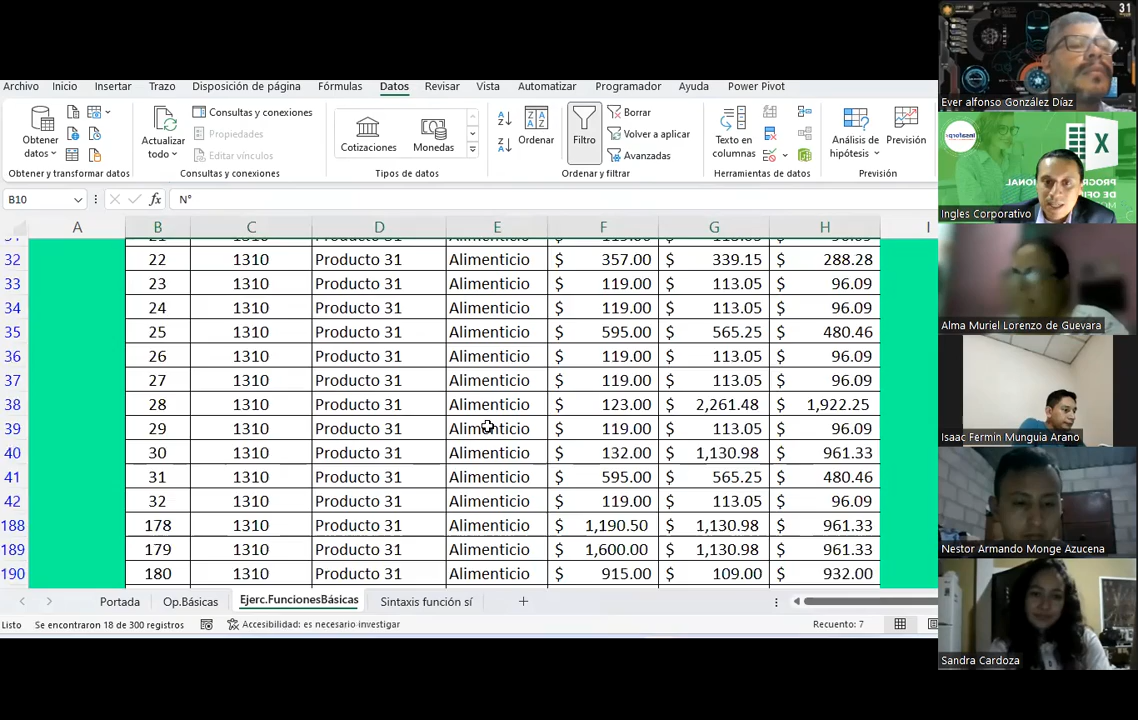 Archivo Inicio Insertar Trazo Disposición de página Fórmulas Datos Revisar Vista Automatizar Programador Ayuda Power Pivot
Obtener datos
Actualizar todo
Consultas y conexiones
Propiedades
Editar vínculos
Cotizaciones
Monedas
Ordenar
Filtro
Borrar
Volver a aplicar
Avanzadas
Texto en columnas
Análisis de hipótesis
Previsión
Obtener y transformar datos Consultas y conexiones Tipos de datos Ordenar y filtrar Herramientas de datos Previsión
B10 fx N°
A B C D E F G H I
32 22 1310 Producto 31 Alimenticio $ 357.00 $ 339.15 $ 288.28
33 23 1310 Producto 31 Alimenticio $ 119.00 $ 113.05 $ 96.09
34 24 1310 Producto 31 Alimenticio $ 119.00 $ 113.05 $ 96.09
35 25 1310 Producto 31 Alimenticio $ 595.00 $ 565.25 $ 480.46
36 26 1310 Producto 31 Alimenticio $ 119.00 $ 113.05 $ 96.09
37 27 1310 Producto 31 Alimenticio $ 119.00 $ 113.05 $ 96.09
38 28 1310 Producto 31 Alimenticio $ 123.00 $ 2,261.48 $ 1,922.25
39 29 1310 Producto 31 Alimenticio $ 119.00 $ 113.05 $ 96.09
40 30 1310 Producto 31 Alimenticio $ 132.00 $ 1,130.98 $ 961.33
41 31 1310 Producto 31 Alimenticio $ 595.00 $ 565.25 $ 480.46
42 32 1310 Producto 31 Alimenticio $ 119.00 $ 113.05 $ 96.09
188 178 1310 Producto 31 Alimenticio $ 1,190.50 $ 1,130.98 $ 961.33
189 179 1310 Producto 31 Alimenticio $ 1,600.00 $ 1,130.98 $ 961.33
190 180 1310 Producto 31 Alimenticio $ 915.00 $ 109.00 $ 932.00
Portada Op.Básicas Ejerc.FuncionesBásicas Sintaxis función sí
Listo Se encontraron 18 de 300 registros Accesibilidad: es necesario investigar Recuento: 7
31
Ever alfonso González Díaz
X
Ingles Corporativo
Alma Muriel Lorenzo de Guevara
Isaac Fermin Munguia Arano
Nestor Armando Monge Azucena
Sandra Cardoza